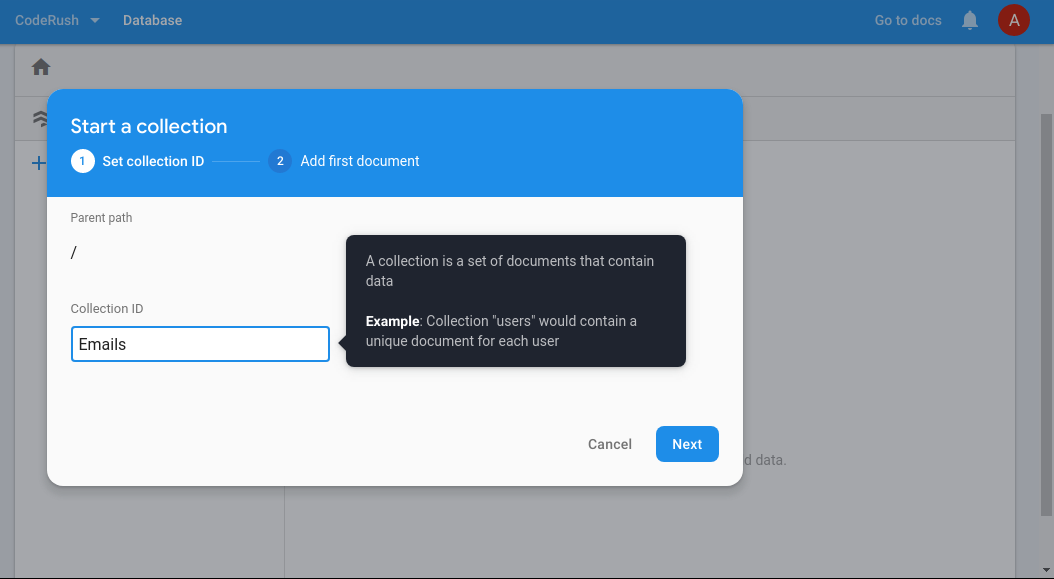 CodeRush Database Go to docs A
Start a collection
1 Set collection ID 2 Add first document
Parent path
/
A collection is a set of documents that contain
data
Collection ID
Example: Collection "users" would contain a
unique document for each user
Emails
Cancel Next
d data.